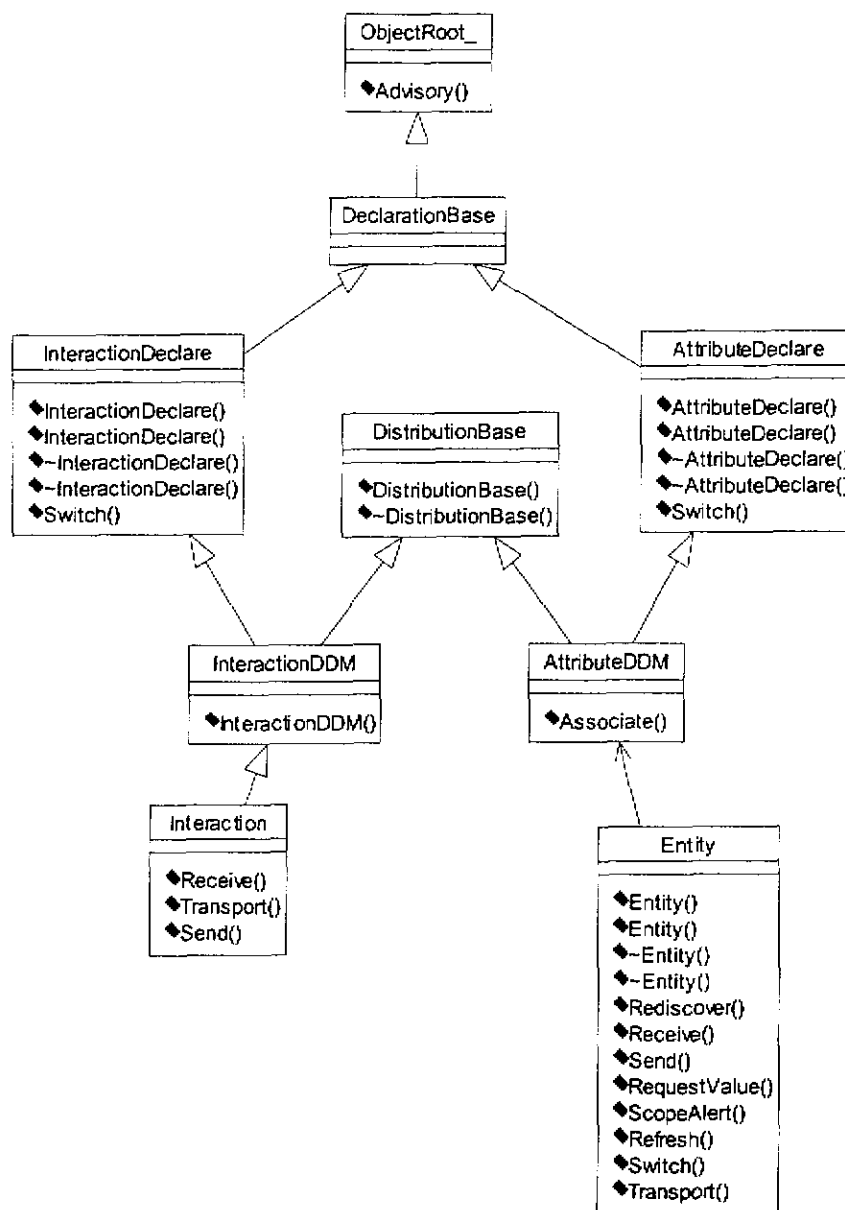 ObjectRoot_
Advisory()
DeclarationBase
InteractionDeclare
InteractionDeclare()
InteractionDeclare()
~InteractionDeclare()
~InteractionDeclare()
Switch()
DistributionBase
DistributionBase()
~DistributionBase()
AttributeDeclare
AttributeDeclare()
AttributeDeclare()
~AttributeDeclare()
~AttributeDeclare()
Switch()
InteractionDDM
InteractionDDM()
AttributeDDM
Associate()
Interaction
Receive()
Transport()
Send()
Entity
Entity()
Entity()
~Entity()
~Entity()
Rediscover()
Receive()
Send()
RequestValue()
ScopeAlert()
Refresh()
Switch()
Transport()